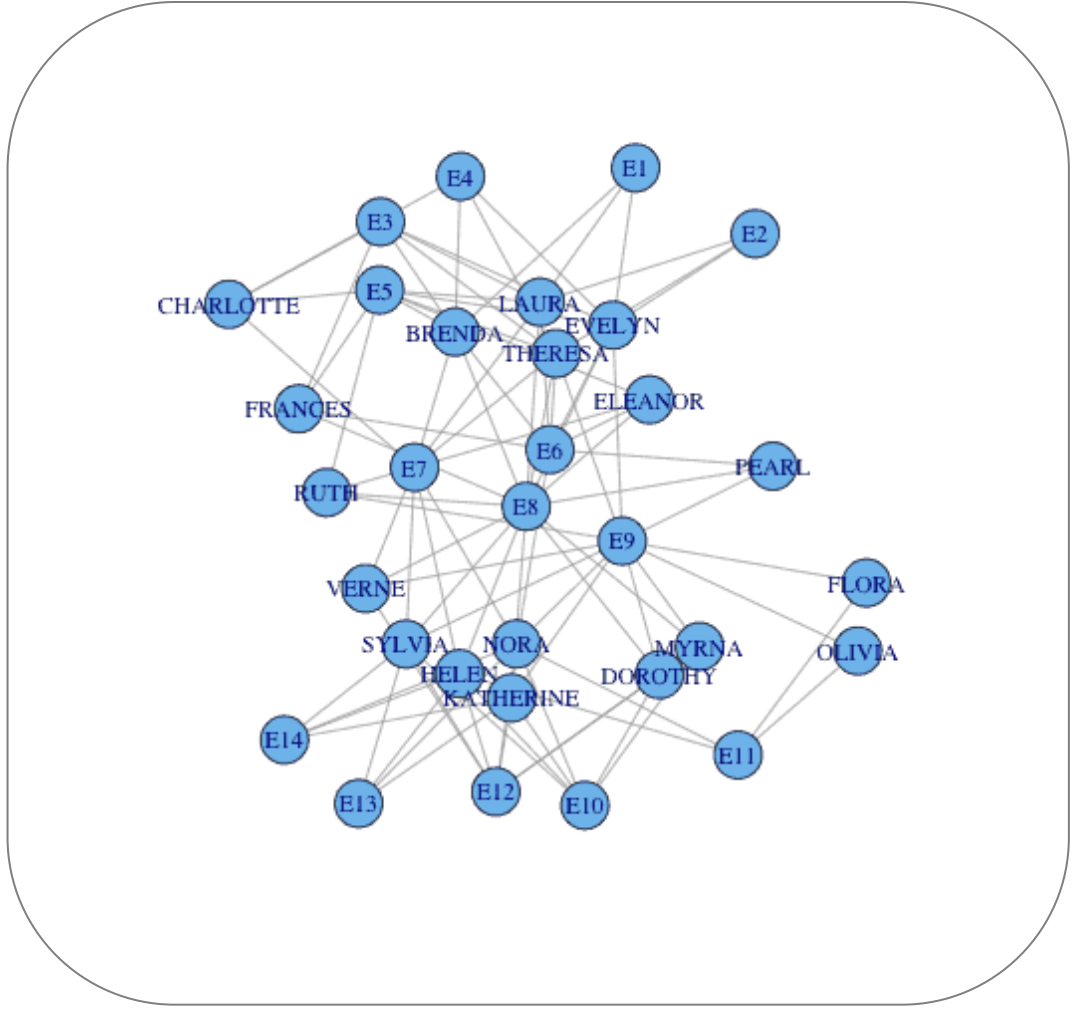 E1
E4
E3
E2
E5
LAURA
CHARLOTTE
EVELYN
BRENDA
THERESA
ELEANOR
FRANCES
E6
E7
PEARL
RUTH
E8
E9
FLORA
VERNE
SYLVIA
NORA
MYRNA
OLIVIA
HELEN
DOROTHY
KATHERINE
E14
E11
E12
E13
E10